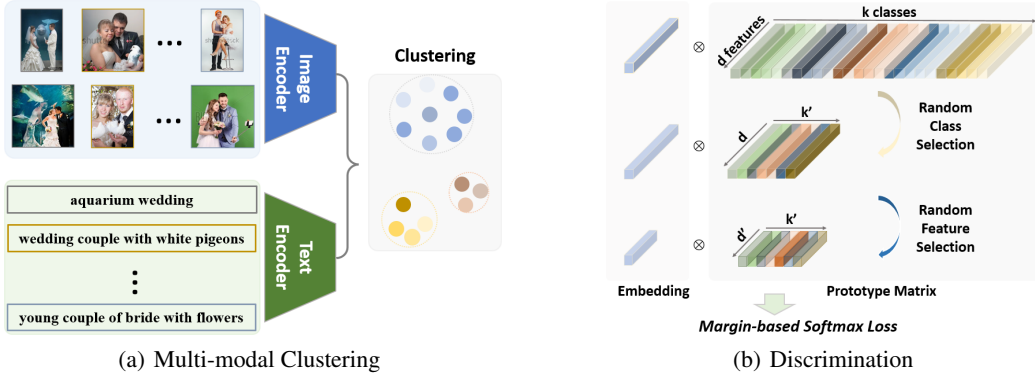 Image
Encoder
Clustering
aquarium wedding
wedding couple with white pigeons
young couple of bride with flowers
Text
Encoder
(a) Multi-modal Clustering
k classes
d features
⊗
Random
Class
Selection
k'
d
⊗
Random
Feature
Selection
k'
d'
⊗
Embedding
Prototype Matrix
Margin-based Softmax Loss
(b) Discrimination